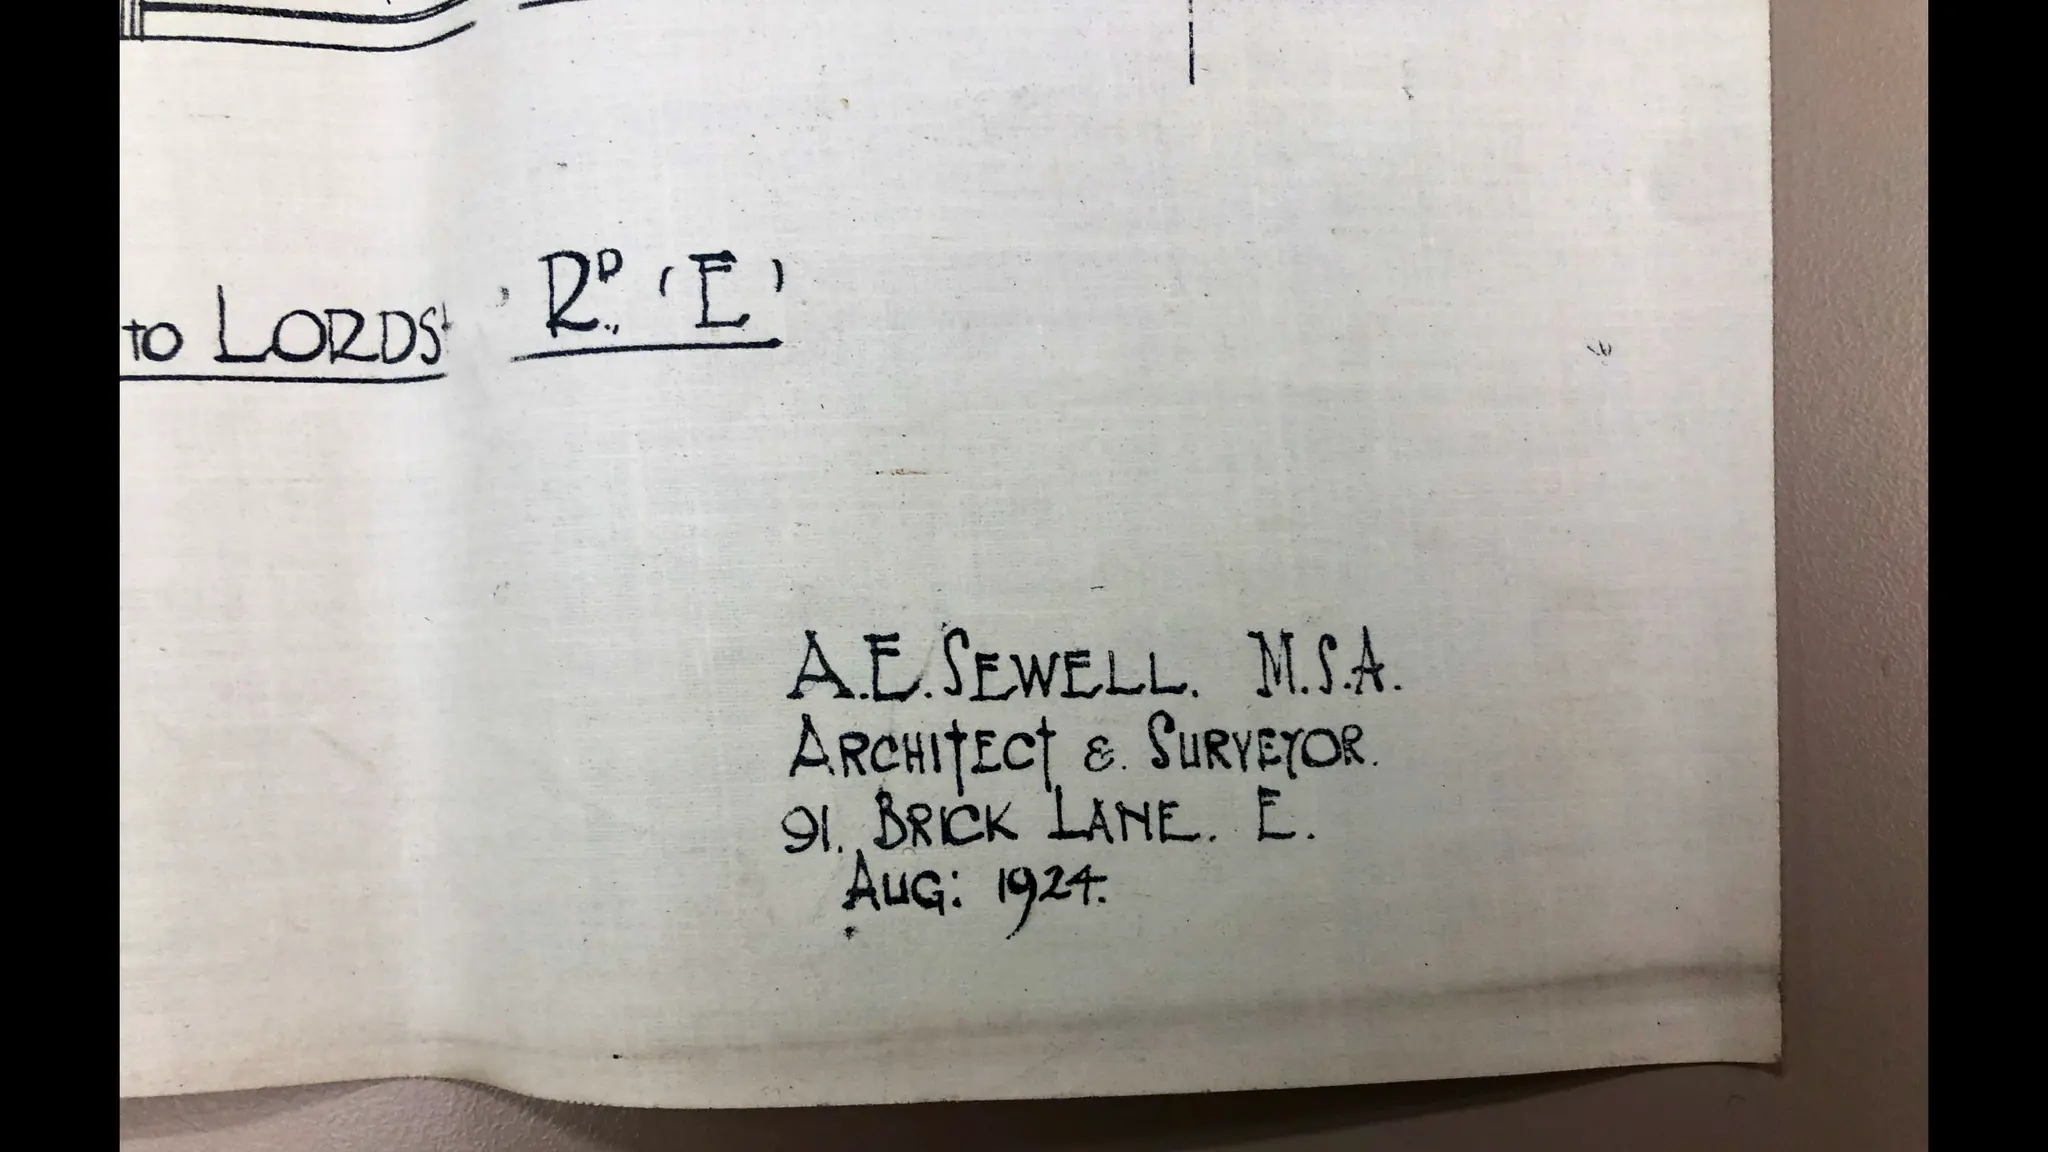 to LORDS' RD., 'E'
A.E. SEWELL. M.S.A.
ARCHITECT & SURVEYOR.
91. BRICK LANE. E.
AUG: 1924.